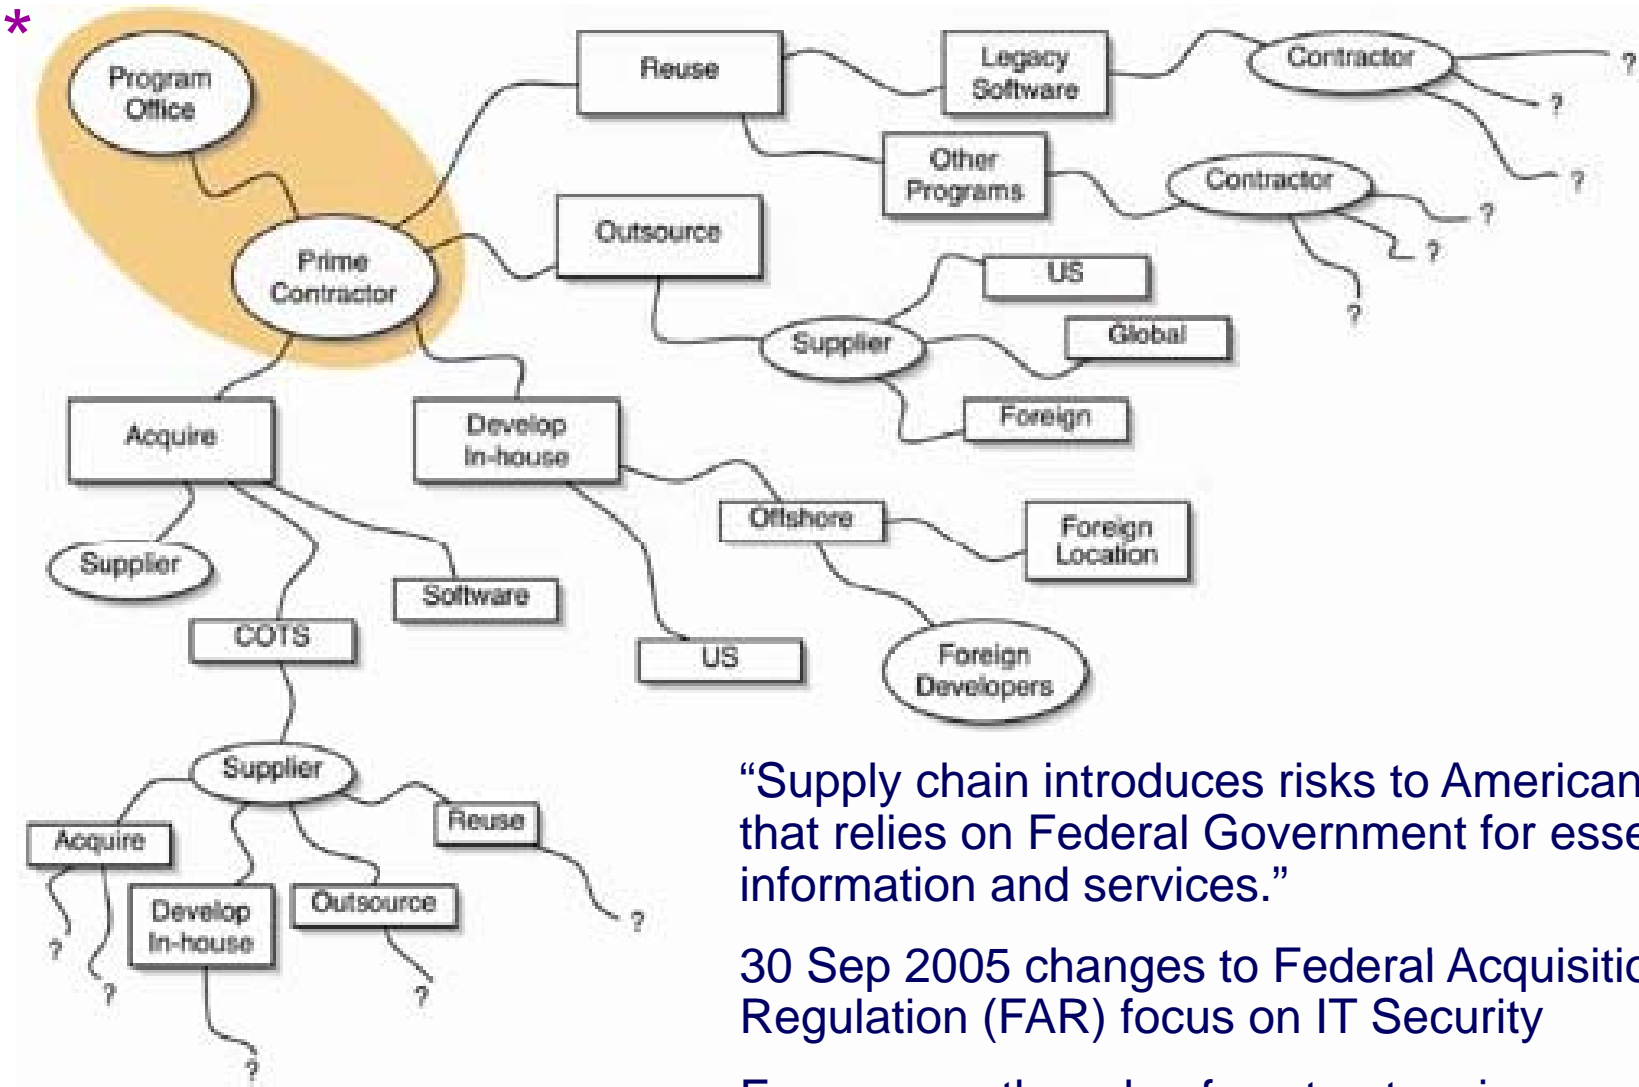 *
Program
Office
Prime
Contractor
Reuse
Legacy
Software
Contractor
?
?
?
Other
Programs
Contractor
?
?
?
Outsource
Supplier
US
Global
Foreign
Acquire
Develop
In-house
Supplier
COTS
Software
Offshore
Foreign
Location
US
Foreign
Developers
Supplier
Acquire
?
?
Develop
In-house
?
Outsource
?
Reuse
?
“Supply chain introduces risks to American
that relies on Federal Government for esse
information and services.”
30 Sep 2005 changes to Federal Acquisitio
Regulation (FAR) focus on IT Security